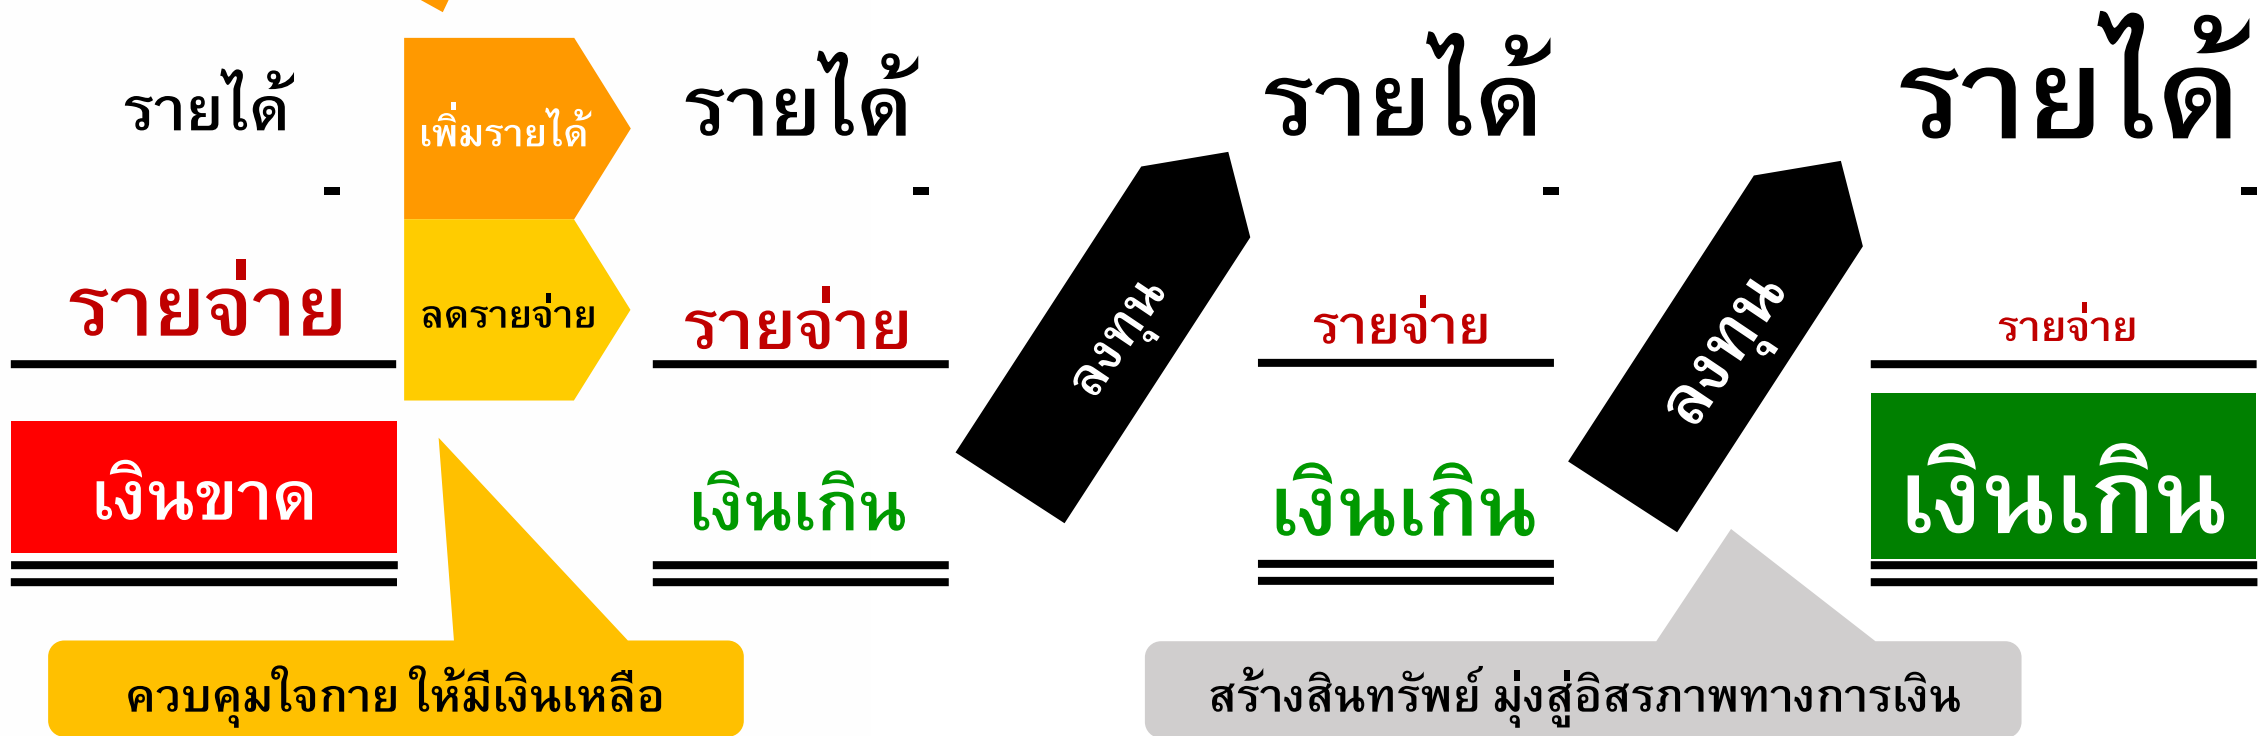 รายได้
-
รายจ่าย
เงินขาด
เพิ่มรายได้
ลดรายจ่าย
ควบคุมใจกาย ให้มีเงินเหลือ
รายได้
-
รายจ่าย
เงินเกิน
ลงทุน
รายได้
-
รายจ่าย
เงินเกิน
ลงทุน
สร้างสินทรัพย์ มุ่งสู่อิสรภาพทางการเงิน
รายได้
-
รายจ่าย
เงินเกิน